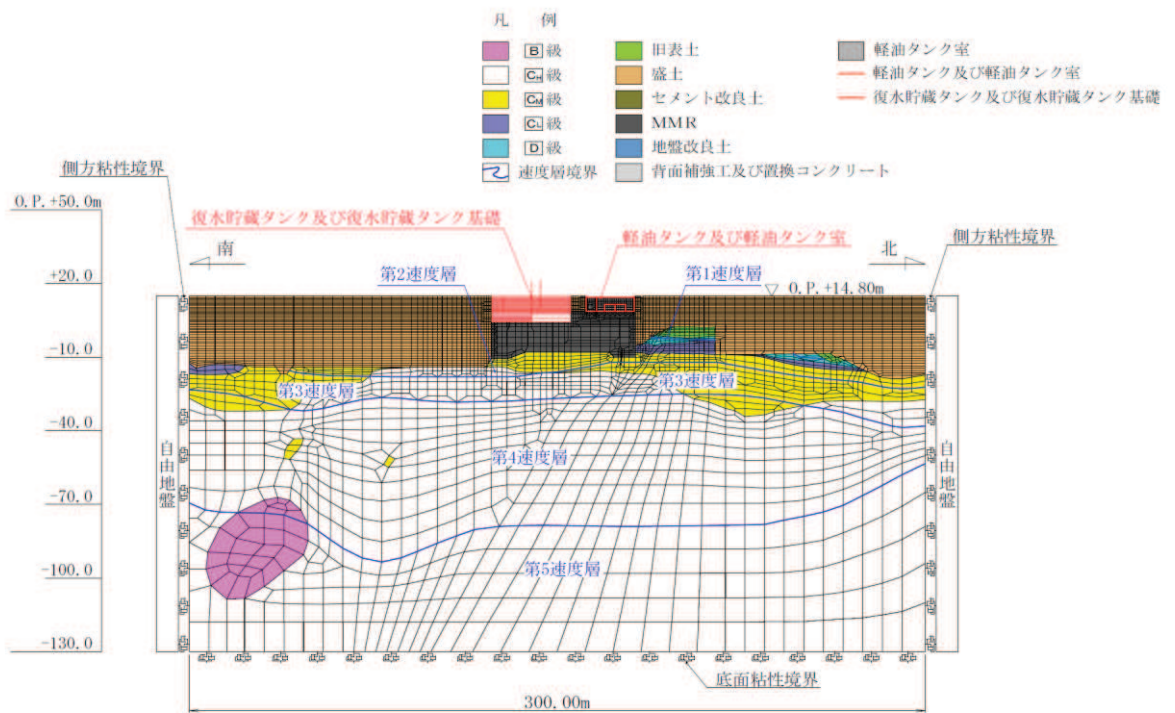 凡 例
B 級
CH 級
CM 級
CL 級
D 級
速度層境界
旧表土
盛土
セメント改良土
MMR
地盤改良土
背面補強工及び置換コンクリート
軽油タンク室
軽油タンク及び軽油タンク室
復水貯蔵タンク及び復水貯蔵タンク基礎
側方粘性境界
O.P.+50.0m
復水貯蔵タンク及び復水貯蔵タンク基礎
軽油タンク及び軽油タンク室
側方粘性境界
南
北
+20.0
第2速度層
第1速度層
O.P.+14.80m
-10.0
第3速度層
第3速度層
-40.0
自由地盤
第4速度層
自由地盤
-70.0
第5速度層
-100.0
-130.0
底面粘性境界
300.00m